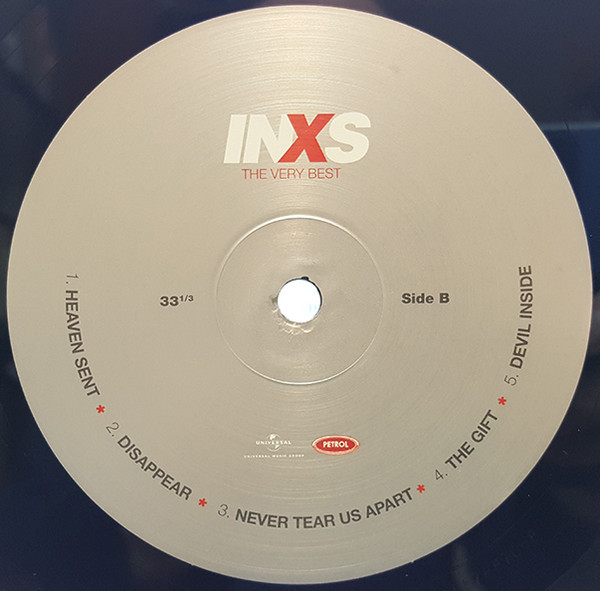 INXS
THE VERY BEST
33 1/3
Side B
1. HEAVEN SENT * 2. DISAPPEAR * 3. NEVER TEAR US APART * 4. THE GIFT * 5. DEVIL INSIDE
UNIVERSAL
UNIVERSAL MUSIC GROUP
PETROL